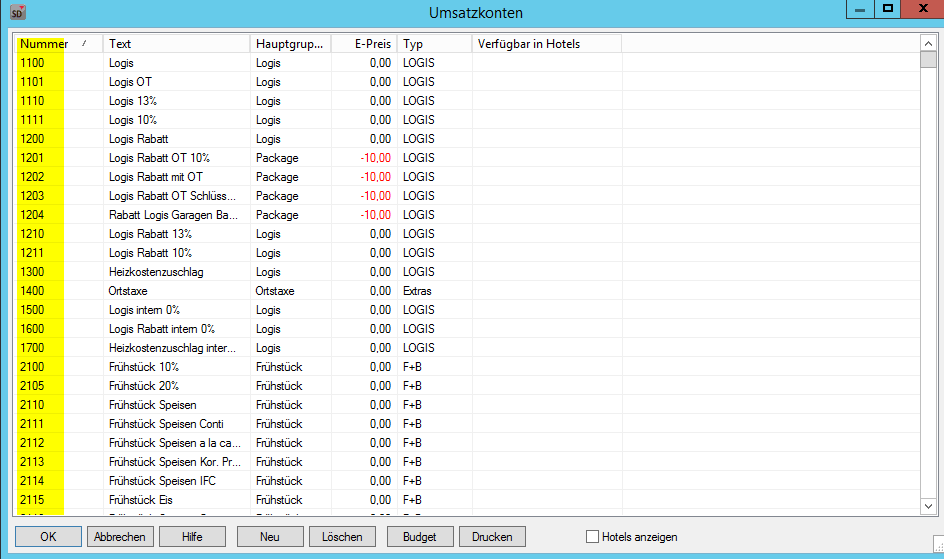 SD
Umsatzkonten
Nummer / Text Hauptgrup... E-Preis Typ Verfügbar in Hotels
1100 Logis Logis 0,00 LOGIS
1101 Logis OT Logis 0,00 LOGIS
1110 Logis 13% Logis 0,00 LOGIS
1111 Logis 10% Logis 0,00 LOGIS
1200 Logis Rabatt Logis 0,00 LOGIS
1201 Logis Rabatt OT 10% Package -10,00 LOGIS
1202 Logis Rabatt mit OT Package -10,00 LOGIS
1203 Logis Rabatt OT Schlüss... Package -10,00 LOGIS
1204 Rabatt Logis Garagen Ba... Package -10,00 LOGIS
1210 Logis Rabatt 13% Logis 0,00 LOGIS
1211 Logis Rabatt 10% Logis 0,00 LOGIS
1300 Heizkostenzuschlag Logis 0,00 LOGIS
1400 Ortstaxe Ortstaxe 0,00 Extras
1500 Logis intern 0% Logis 0,00 LOGIS
1600 Logis Rabatt intern 0% Logis 0,00 LOGIS
1700 Heizkostenzuschlag inter... Logis 0,00 LOGIS
2100 Frühstück 10% Frühstück 0,00 F+B
2105 Frühstück 20% Frühstück 0,00 F+B
2110 Frühstück Speisen Frühstück 0,00 F+B
2111 Frühstück Speisen Conti Frühstück 0,00 F+B
2112 Frühstück Speisen a la ca... Frühstück 0,00 F+B
2113 Frühstück Speisen Kor. Pr... Frühstück 0,00 F+B
2114 Frühstück Speisen IFC Frühstück 0,00 F+B
2115 Frühstück Eis Frühstück 0,00 F+B
OK Abbrechen Hilfe Neu Löschen Budget Drucken Hotels anzeigen